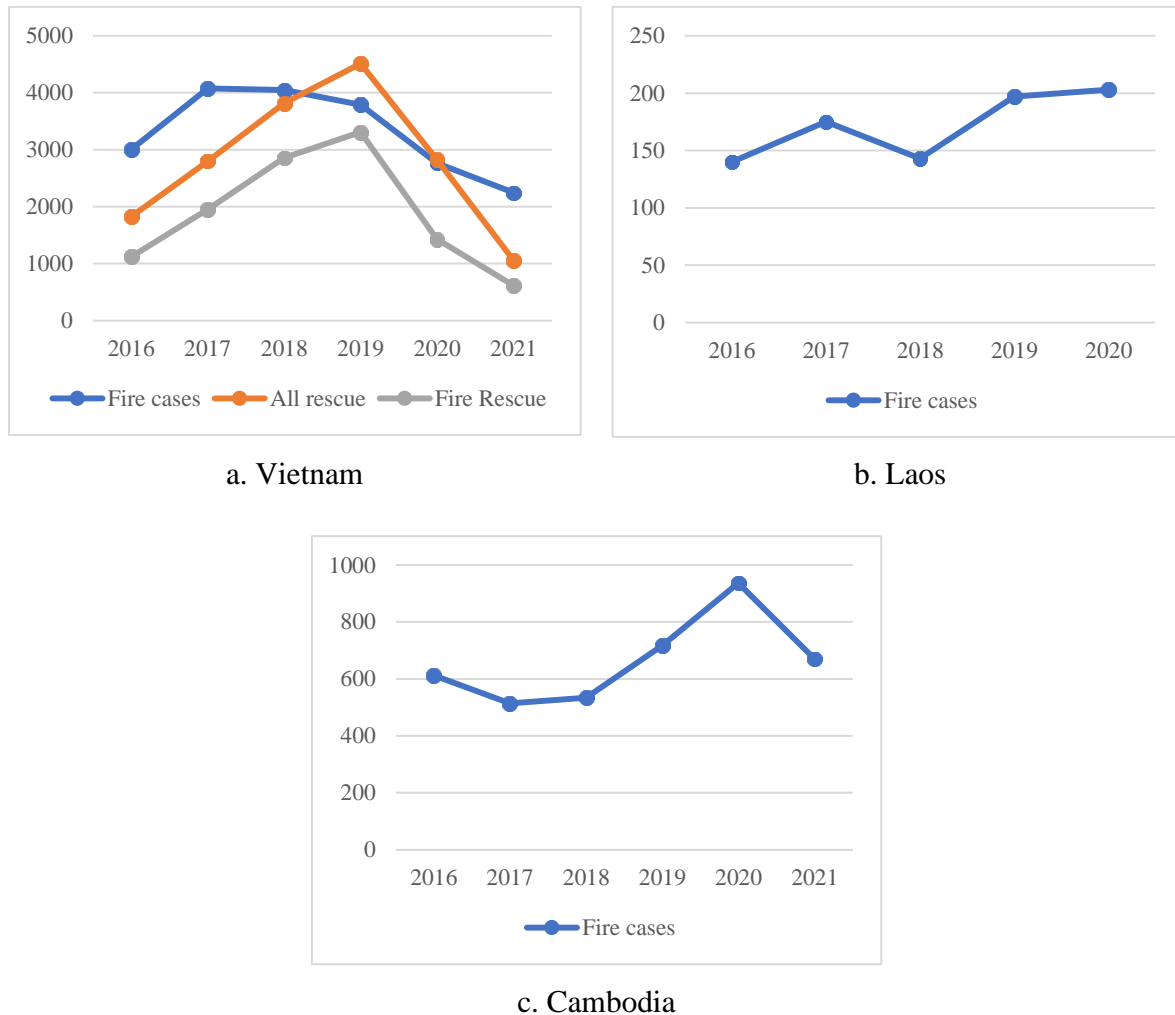 5000
4000
3000
2000
1000
0
2016 2017 2018 2019 2020 2021
Fire cases All rescue Fire Rescue
a. Vietnam
250
200
150
100
50
0
2016 2017 2018 2019 2020
Fire cases
b. Laos
1000
800
600
400
200
0
2016 2017 2018 2019 2020 2021
Fire cases
c. Cambodia